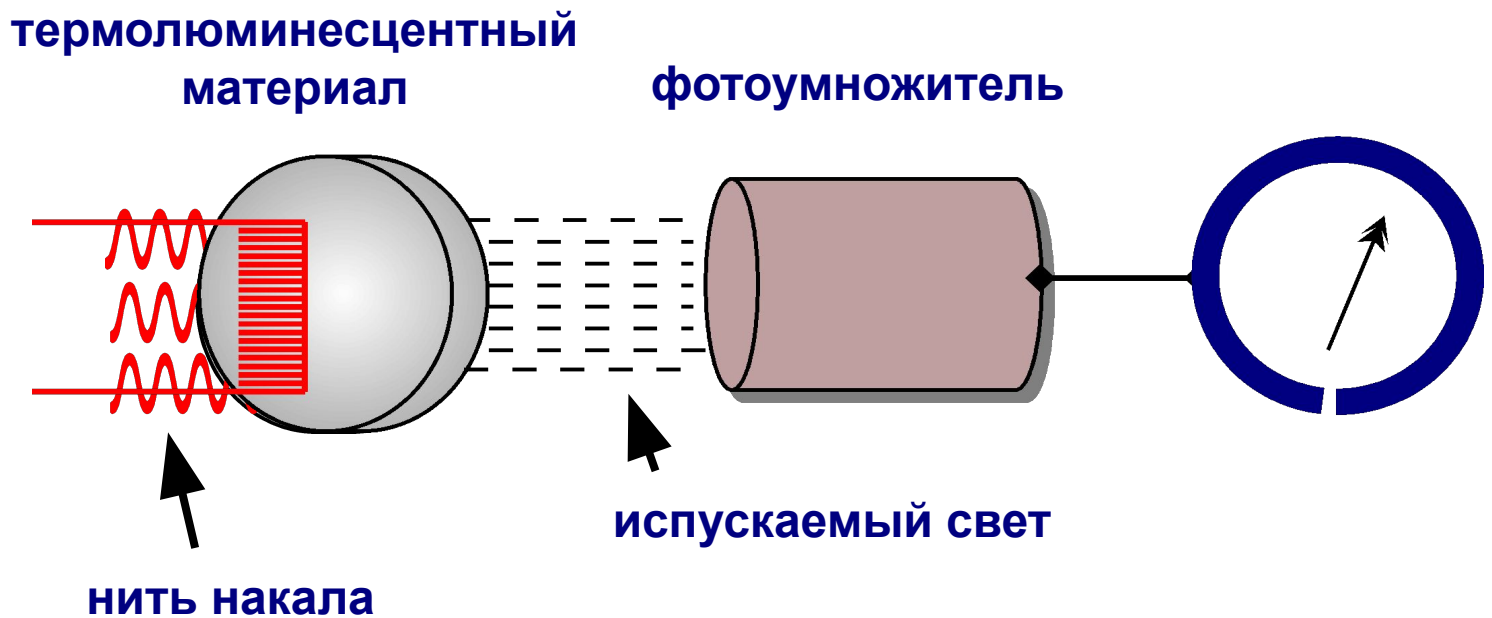 термолюминесцентный
материал
фотоумножитель
испускаемый свет
нить накала